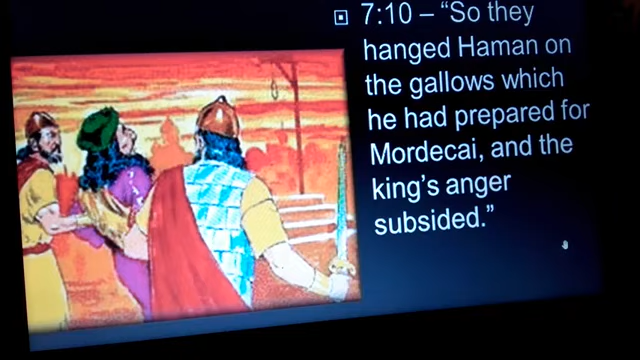 7:10 – “So they
hanged Haman on
the gallows which
he had prepared for
Mordecai, and the
king’s anger
subsided.”